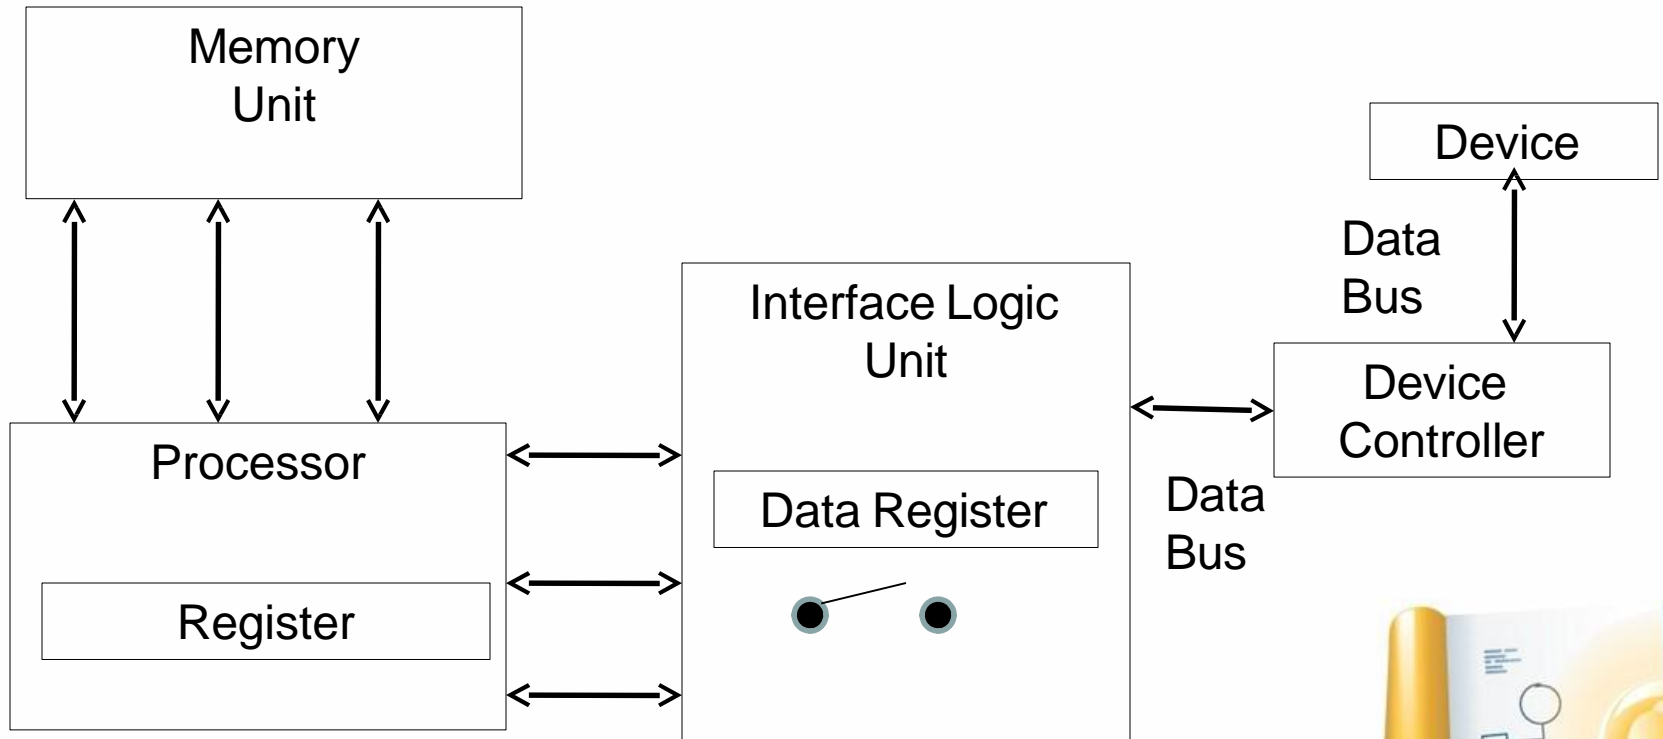 Memory
Unit
Device
Data
Bus
Interface Logic
Unit
Device
Controller
Processor
Data Register
Data
Bus
Register